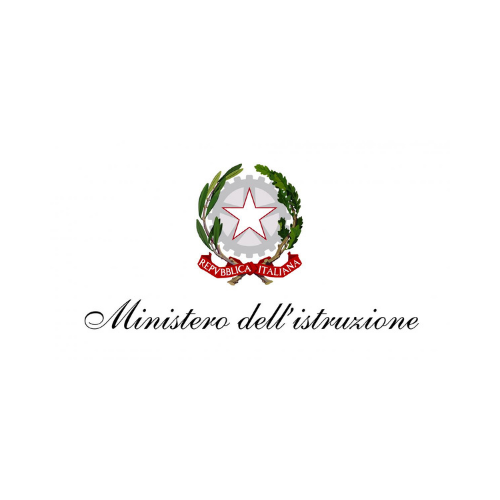 REPVBBLICA ITALIANA
Ministero dell'istruzione